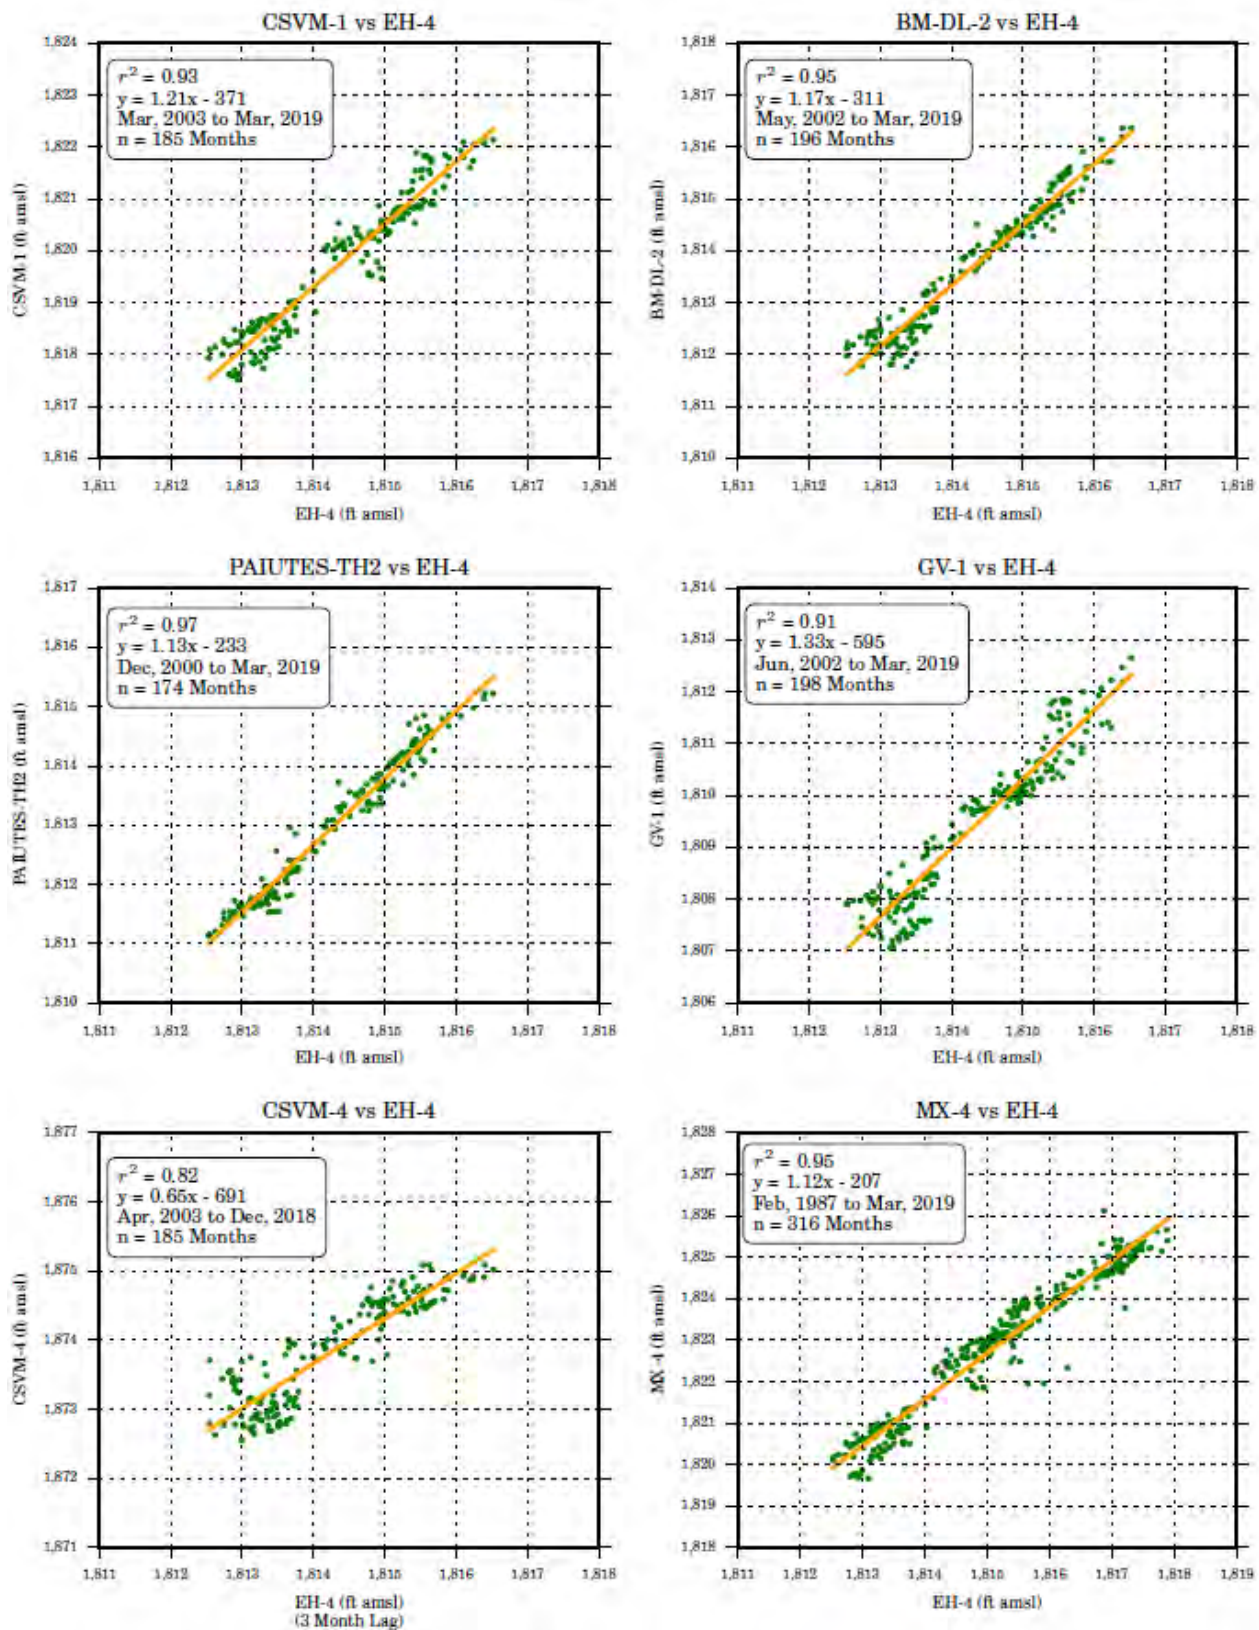 CSVM-1 vs EH-4
1,824
1,823
1,822
1,821
1,820
1,819
1,818
1,817
1,816
r² = 0.93
y = 1.21x - 371
Mar, 2003 to Mar, 2019
n = 185 Months
CSVM-1 (ft amsl)
1,811 1,812 1,813 1,814 1,815 1,816 1,817 1,818
EH-4 (ft amsl)
BM-DL-2 vs EH-4
1,818
1,817
1,816
1,815
1,814
1,813
1,812
1,811
1,810
r² = 0.95
y = 1.17x - 311
May, 2002 to Mar, 2019
n = 196 Months
BM-DL-2 (ft amsl)
1,811 1,812 1,813 1,814 1,815 1,816 1,817 1,818
EH-4 (ft amsl)
PAIUTES-TH2 vs EH-4
1,817
1,816
1,815
1,814
1,813
1,812
1,811
1,810
r² = 0.97
y = 1.13x - 233
Dec, 2000 to Mar, 2019
n = 174 Months
PAIUTES-TH2 (ft amsl)
1,811 1,812 1,813 1,814 1,815 1,816 1,817 1,818
EH-4 (ft amsl)
GV-1 vs EH-4
1,814
1,813
1,812
1,811
1,810
1,809
1,808
1,807
1,806
r² = 0.91
y = 1.33x - 595
Jun, 2002 to Mar, 2019
n = 198 Months
GV-1 (ft amsl)
1,811 1,812 1,813 1,814 1,815 1,816 1,817 1,818
EH-4 (ft amsl)
CSVM-4 vs EH-4
1,877
1,876
1,875
1,874
1,873
1,872
1,871
r² = 0.82
y = 0.65x - 691
Apr, 2003 to Dec, 2018
n = 185 Months
CSVM-4 (ft amsl)
1,811 1,812 1,813 1,814 1,815 1,816 1,817 1,818
EH-4 (ft amsl)
(3 Month Lag)
MX-4 vs EH-4
1,828
1,827
1,826
1,825
1,824
1,823
1,822
1,821
1,820
1,819
1,818
r² = 0.95
y = 1.12x - 207
Feb, 1987 to Mar, 2019
n = 316 Months
MX-4 (ft amsl)
1,811 1,812 1,813 1,814 1,815 1,816 1,817 1,818 1,819
EH-4 (ft amsl)